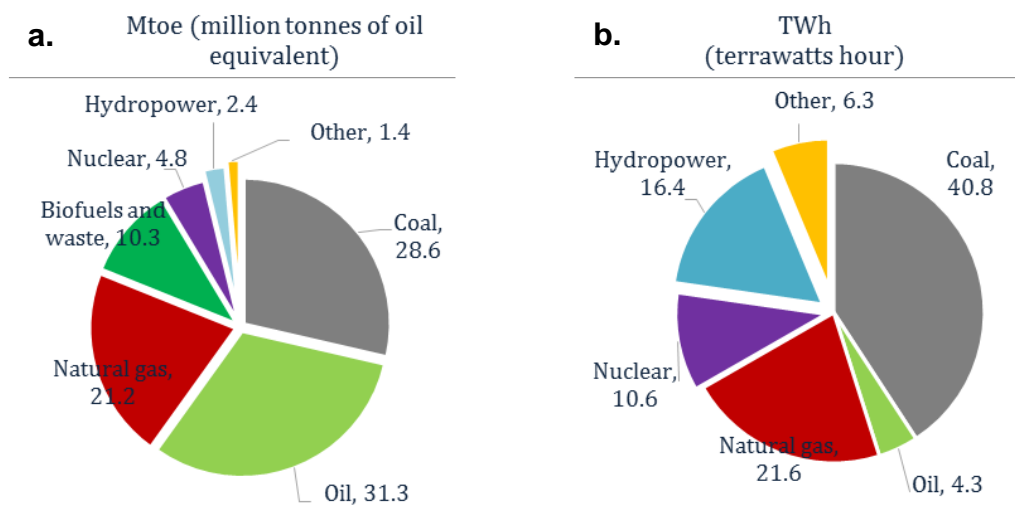 a.
Mtoe (million tonnes of oil
equivalent)
Hydropower, 2.4
Other, 1.4
Nuclear, 4.8
Biofuels and
waste, 10.3
Coal,
28.6
Natural gas,
21.2
Oil, 31.3
b.
TWh
(terrawatts hour)
Other, 6.3
Hydropower,
16.4
Coal,
40.8
Nuclear,
10.6
Natural gas,
21.6
Oil, 4.3